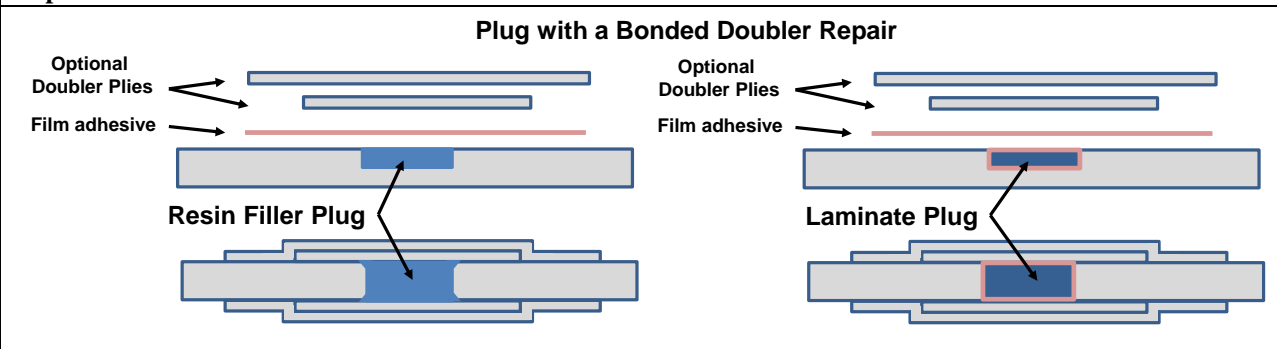 Plug with a Bonded Doubler Repair
Optional
Doubler Plies
Film adhesive
Resin Filler Plug
Optional
Doubler Plies
Film adhesive
Laminate Plug